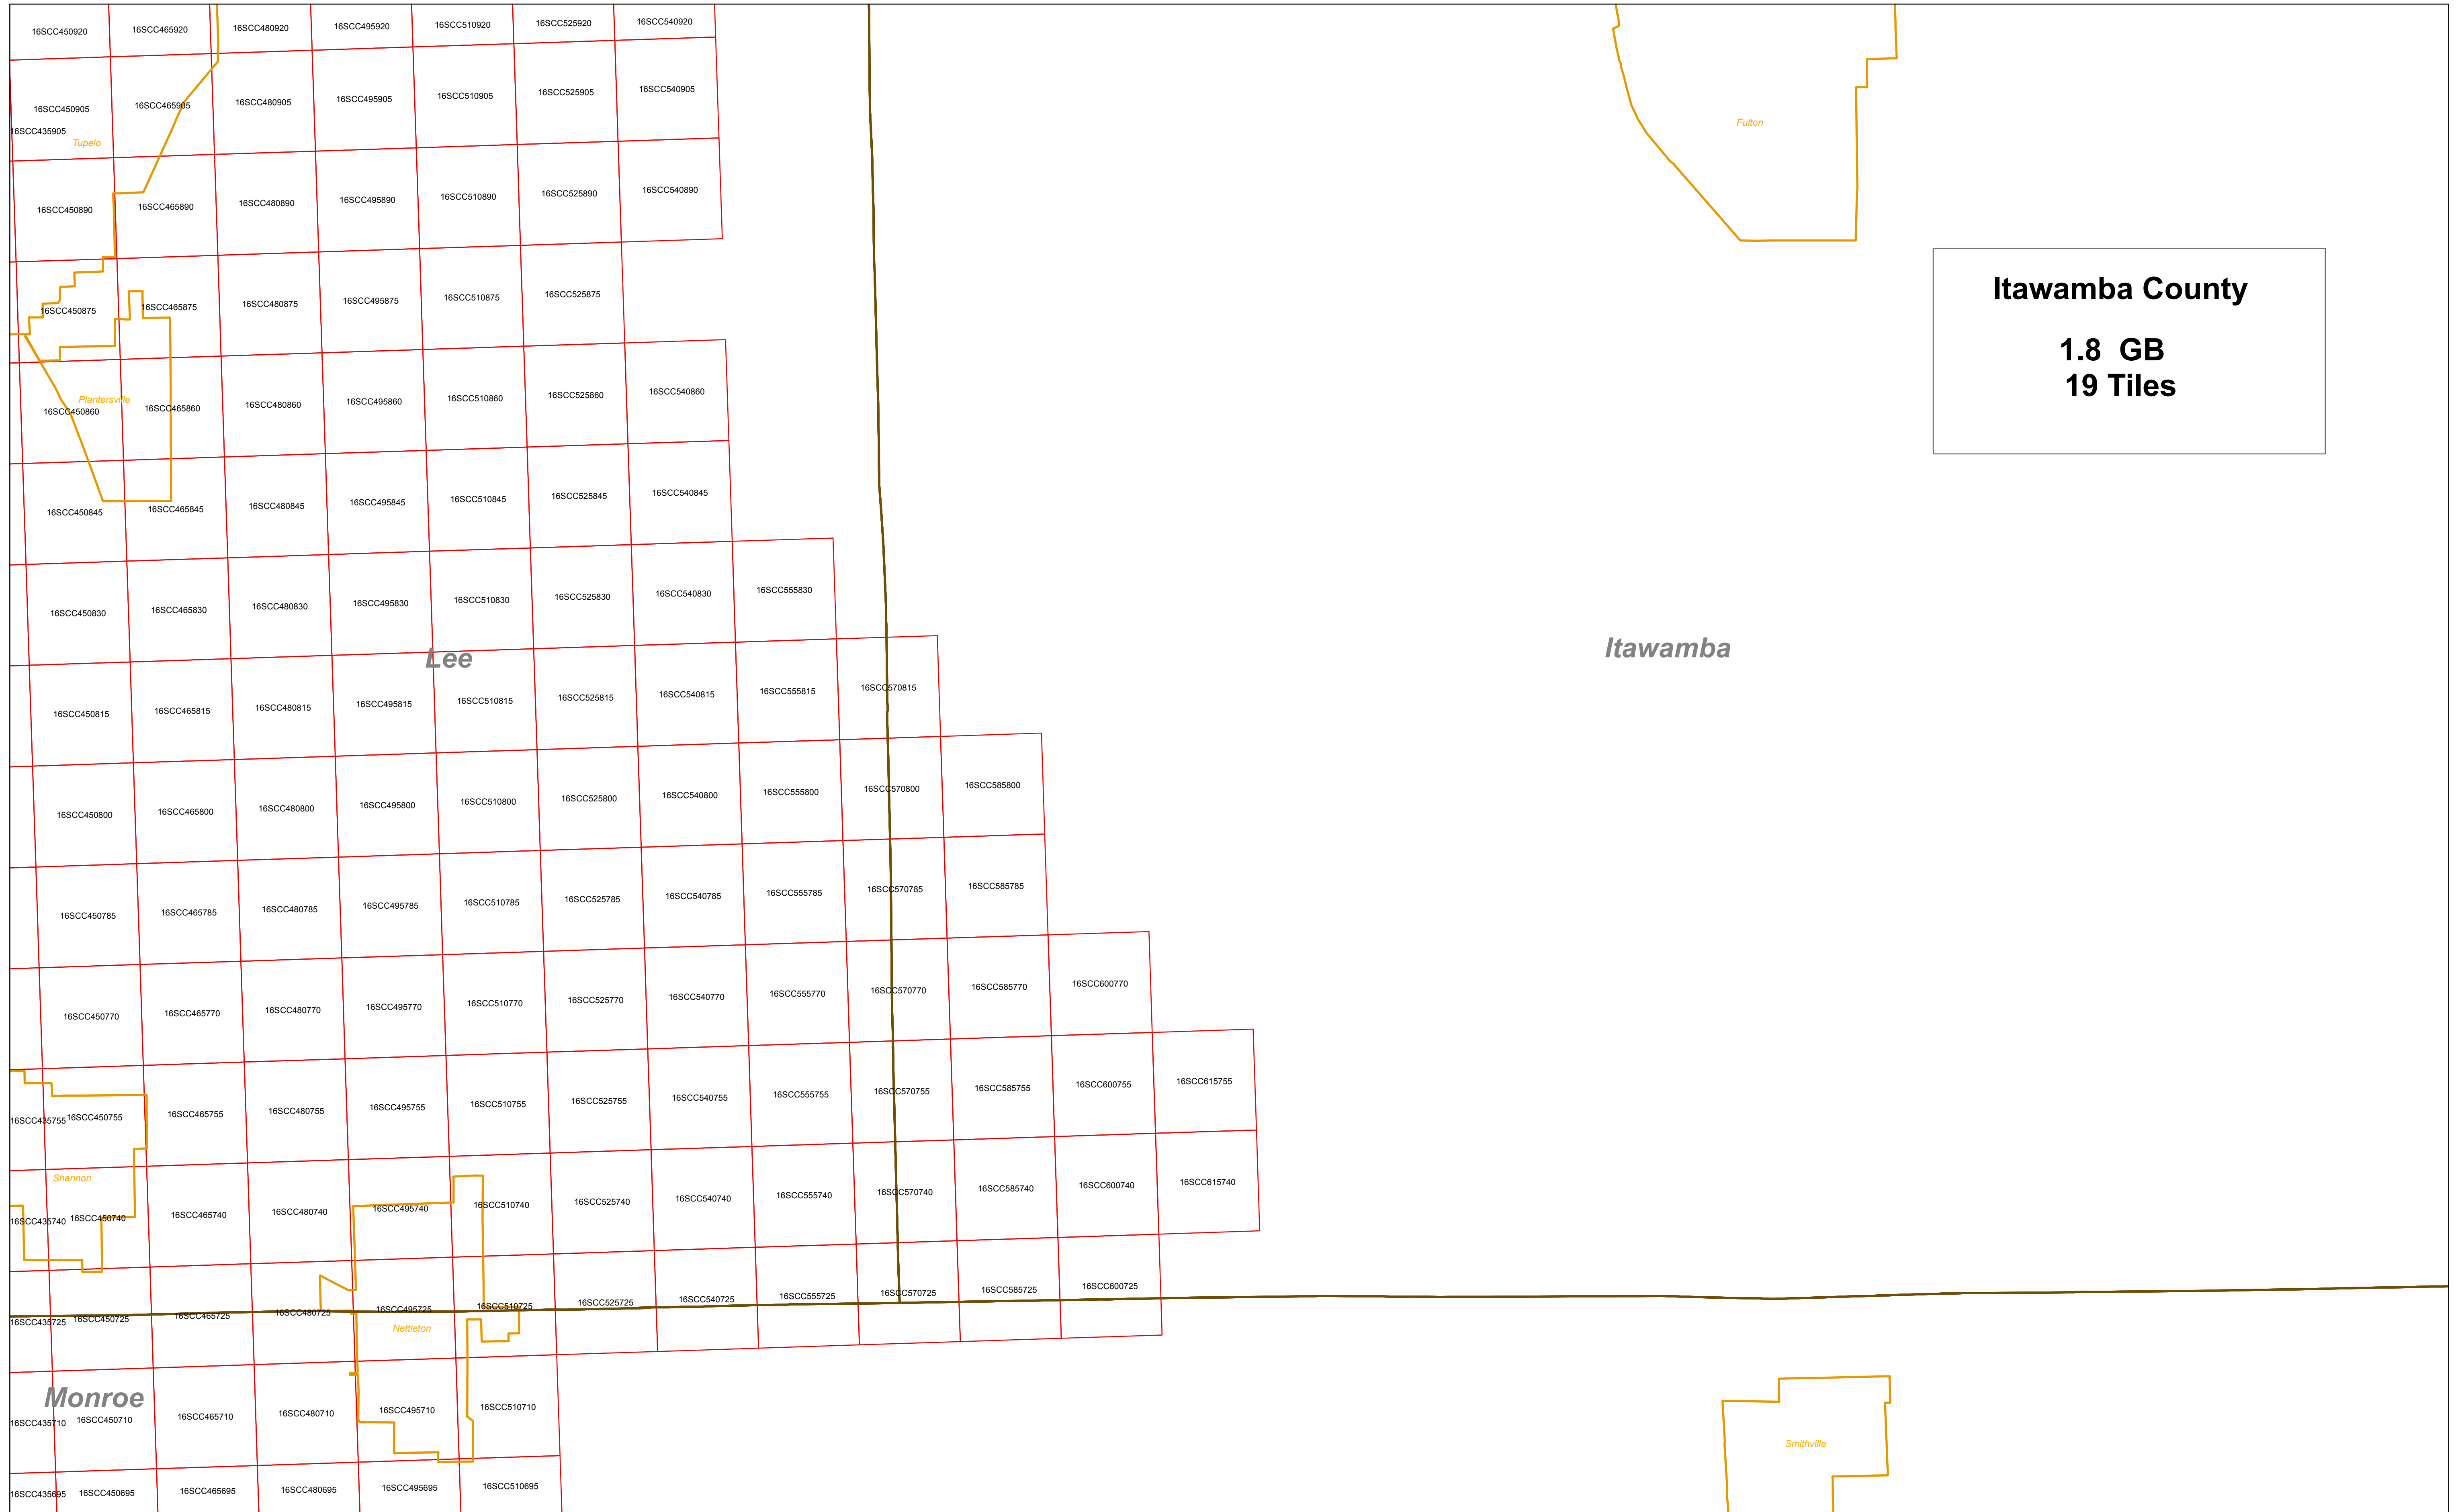 16SCC450920 16SCC465920 16SCC480920 16SCC495920 16SCC510920 16SCC525920 16SCC540920
16SCC450905 16SCC465905 16SCC480905 16SCC495905 16SCC510905 16SCC525905 16SCC540905
16SCC435905
Tupelo
Fulton
16SCC450890 16SCC465890 16SCC480890 16SCC495890 16SCC510890 16SCC525890 16SCC540890
Itawamba County
1.8 GB
19 Tiles
16SCC450875 16SCC465875 16SCC480875 16SCC495875 16SCC510875 16SCC525875
Plantersville
16SCC450860 16SCC465860 16SCC480860 16SCC495860 16SCC510860 16SCC525860 16SCC540860
16SCC450845 16SCC465845 16SCC480845 16SCC495845 16SCC510845 16SCC525845 16SCC540845
16SCC450830 16SCC465830 16SCC480830 16SCC495830 16SCC510830 16SCC525830 16SCC540830 16SCC555830
Lee
Itawamba
16SCC450815 16SCC465815 16SCC480815 16SCC495815 16SCC510815 16SCC525815 16SCC540815 16SCC555815 16SCC570815
16SCC450800 16SCC465800 16SCC480800 16SCC495800 16SCC510800 16SCC525800 16SCC540800 16SCC555800 16SCC570800 16SCC585800
16SCC450785 16SCC465785 16SCC480785 16SCC495785 16SCC510785 16SCC525785 16SCC540785 16SCC555785 16SCC570785 16SCC585785
16SCC450770 16SCC465770 16SCC480770 16SCC495770 16SCC510770 16SCC525770 16SCC540770 16SCC555770 16SCC570770 16SCC585770 16SCC600770
16SCC435755 16SCC450755 16SCC465755 16SCC480755 16SCC495755 16SCC510755 16SCC525755 16SCC540755 16SCC555755 16SCC570755 16SCC585755 16SCC600755 16SCC615755
Shannon
16SCC435740 16SCC450740 16SCC465740 16SCC480740 16SCC495740 16SCC510740 16SCC525740 16SCC540740 16SCC555740 16SCC570740 16SCC585740 16SCC600740 16SCC615740
16SCC435725 16SCC450725 16SCC465725 16SCC480725 16SCC495725 16SCC510725 16SCC525725 16SCC540725 16SCC555725 16SCC570725 16SCC585725 16SCC600725
Nettleton
Monroe
16SCC435710 16SCC450710 16SCC465710 16SCC480710 16SCC495710 16SCC510710
Smithville
16SCC435695 16SCC450695 16SCC465695 16SCC480695 16SCC495695 16SCC510695